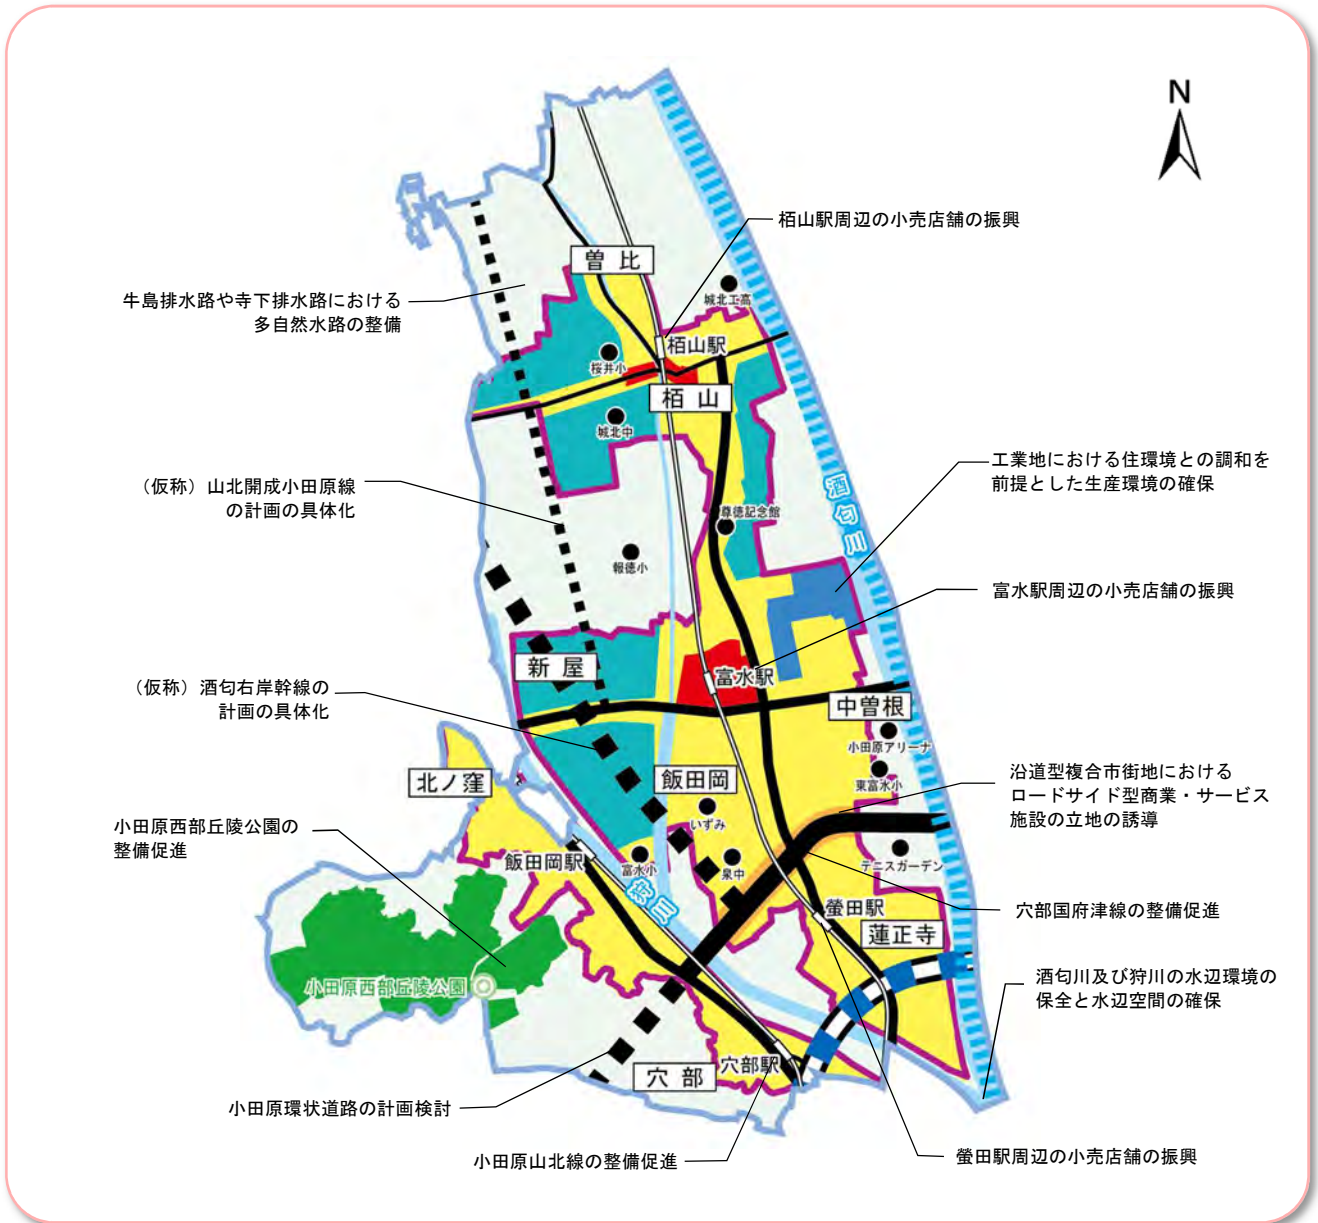 N
栢山駅周辺の小売店舗の振興
曽 比
城北工高
牛島排水路や寺下排水路における
多自然水路の整備
栢山駅
桜井小
栢 山
城北中
工業地における住環境との調和を
前提とした生産環境の確保
(仮称)山北開成小田原線
の計画の具体化
酒匂川
尊徳記念館
報徳小
富水駅周辺の小売店舗の振興
新 屋
富水駅
(仮称)酒匂右岸幹線の
計画の具体化
中曽根
小田原アリーナ
北ノ窪
飯田岡
東富水小
沿道型複合市街地における
ロードサイド型商業・サービス
施設の立地の誘導
いずみ
小田原西部丘陵公園の
整備促進
飯田岡駅
富水小
泉中
テニスガーデン
狩川
螢田駅
穴部国府津線の整備促進
蓮正寺
小田原西部丘陵公園
酒匂川及び狩川の水辺環境の
保全と水辺空間の確保
穴部駅
穴 部
小田原環状道路の計画検討
小田原山北線の整備促進
螢田駅周辺の小売店舗の振興